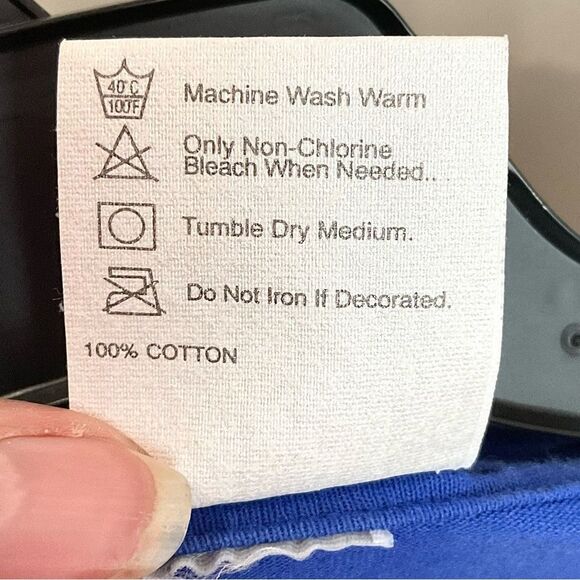 40°C
100F
Machine Wash Warm
Only Non-Chlorine
Bleach When Needed..
Tumble Dry Medium.
Do Not Iron If Decorated.
100% COTTON